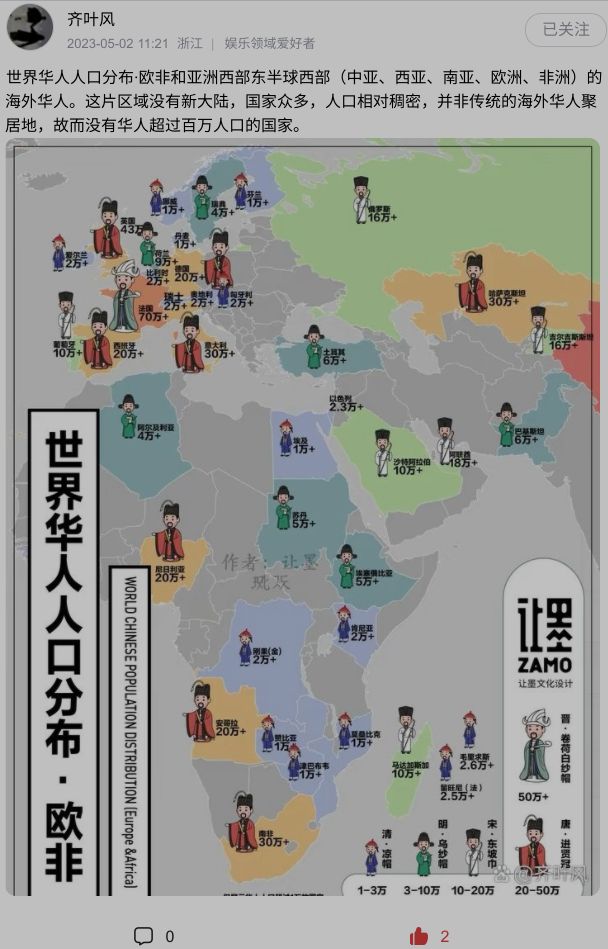 齐叶风
2023-05-02 11:21 浙江 | 娱乐领域爱好者
已关注
世界华人人口分布·欧非和亚洲西部东半球西部（中亚、西亚、南亚、欧洲、非洲）的
海外华人。这片区域没有新大陆，国家众多，人口相对稠密，并非传统的海外华人聚
居地，故而没有华人超过百万人口的国家。
挪威
1万+
瑞典
4万+
芬兰
1万+
俄罗斯
16万+
英国
43万
丹麦
1万+
爱尔兰
2万+
荷兰
9万+
比利时
2万+
德国
20万+
法国
70万+
瑞士
2万+
奥地利
2万+
匈牙利
2万+
哈萨克斯坦
30万+
吉尔吉斯斯坦
16万+
葡萄牙
10万+
西班牙
20万+
意大利
30万+
土耳其
6万+
以色列
2.3万+
阿尔及利亚
4万+
埃及
1万+
沙特阿拉伯
10万+
阿联酋
18万+
巴基斯坦
6万+
苏丹
5万+
作者：让墨
尼日利亚
20万+
埃塞俄比亚
5万+
刚果(金)
2万+
肯尼亚
2万+
安哥拉
20万+
赞比亚
1万
莫桑比克
1万+
津巴布韦
1万+
马达加斯加
10万+
毛里求斯
2.6万+
留旺尼（法）
2.5万+
南非
30万+
世界华人人口分布·欧非
WORLD CHINESE POPULATION DISTRIBUTION [Europe &Africa]
让墨
ZAMO
让墨文化设计
晋·卷荷白纱帽
50万+
清·凉帽
1-3万
明·乌纱帽
3-10万
宋·东坡巾
10-20万
唐·进贤冠
20-50万
@齐叶风
0
2